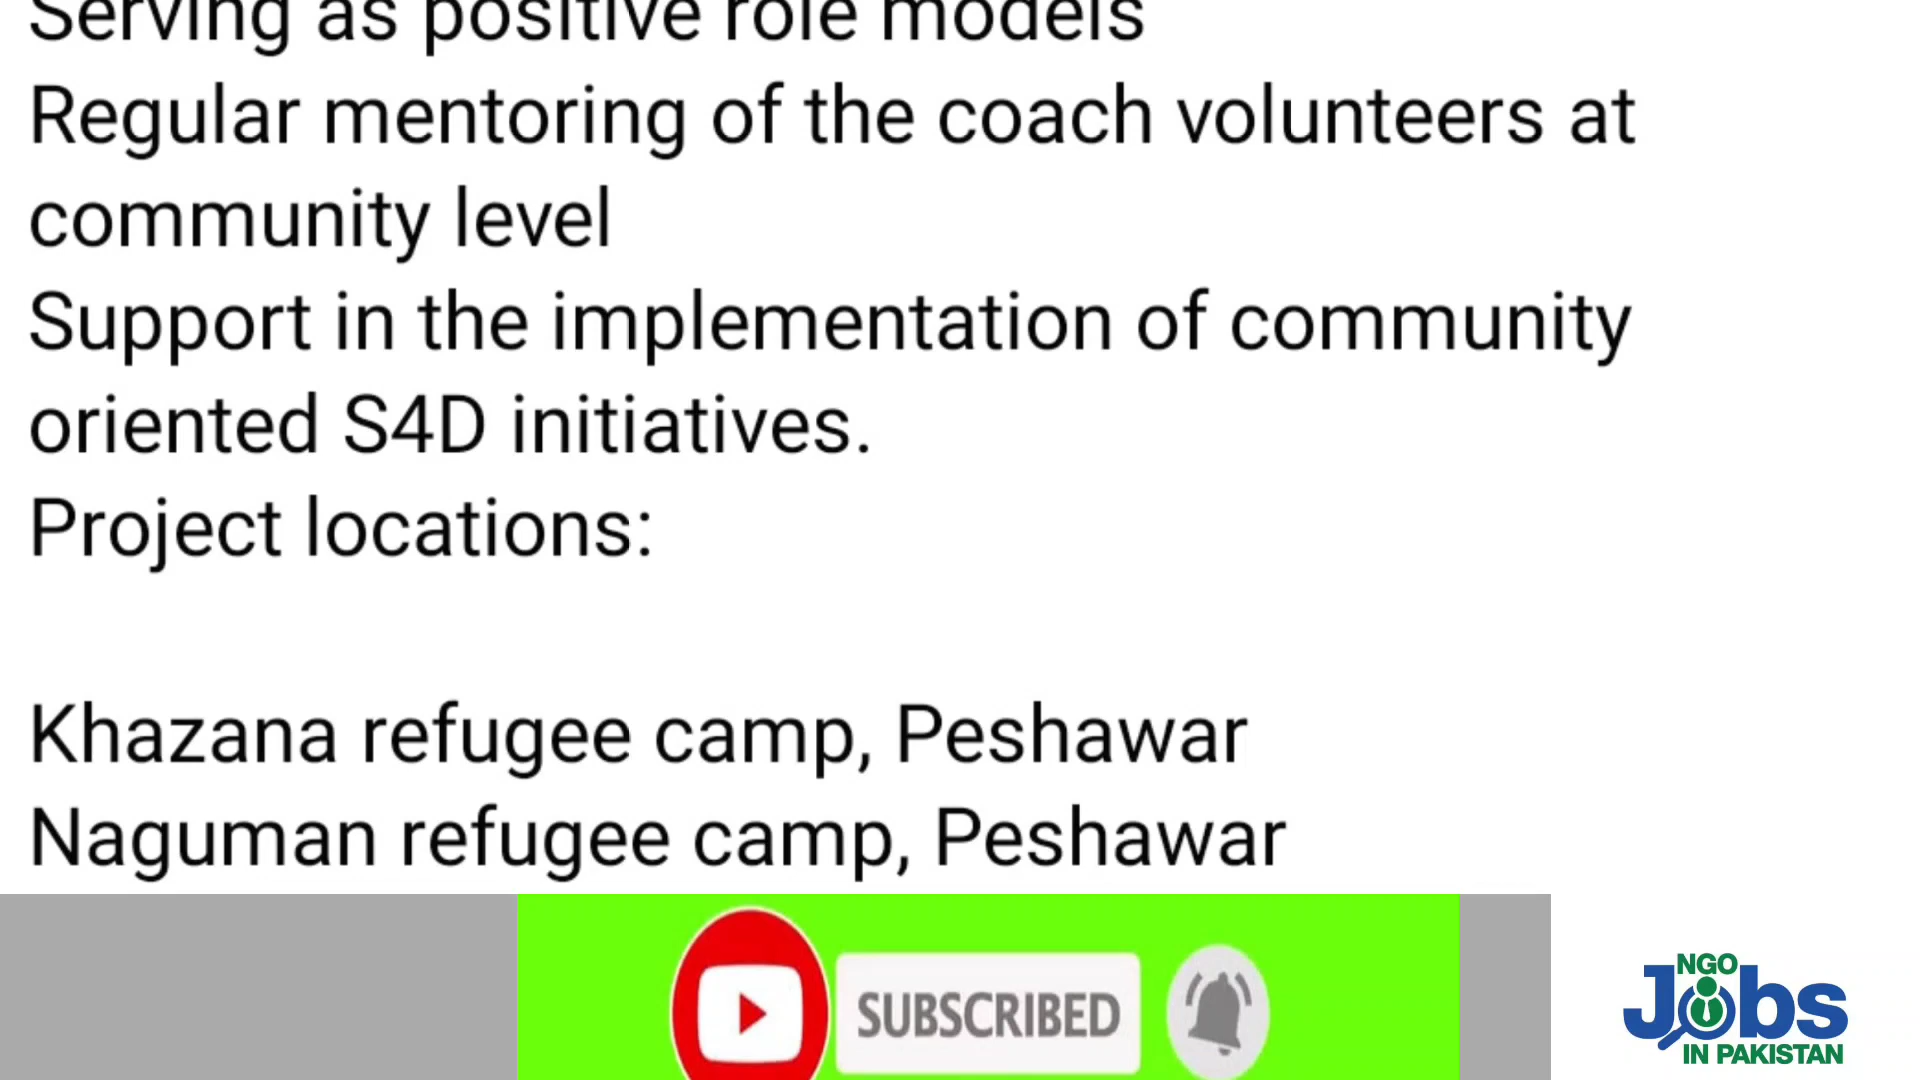 Serving as positive role models
Regular mentoring of the coach volunteers at
community level
Support in the implementation of community
oriented S4D initiatives.
Project locations:
Khazana refugee camp, Peshawar
Naguman refugee camp, Peshawar
SUBSCRIBED
NGO
Jobs
IN PAKISTAN